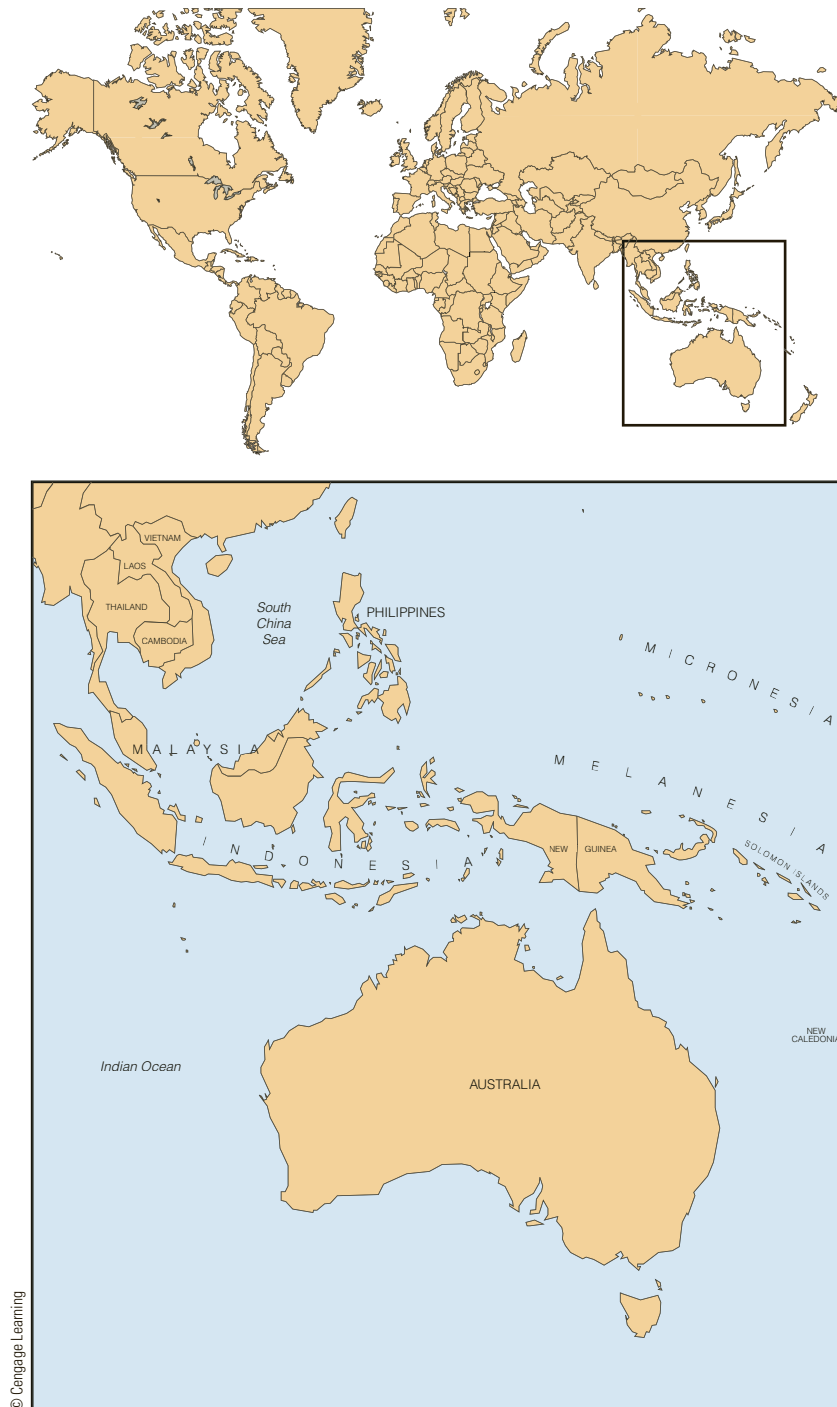 VIETNAM
LAOS
THAILAND
CAMBODIA
South
China
Sea
PHILIPPINES
MICRONESIA
MALAYSIA
MELANESIA
INDONESIA
NEW GUINEA
SOLOMON ISLANDS
NEW
CALEDONIA
Indian Ocean
AUSTRALIA
© Cengage Learning